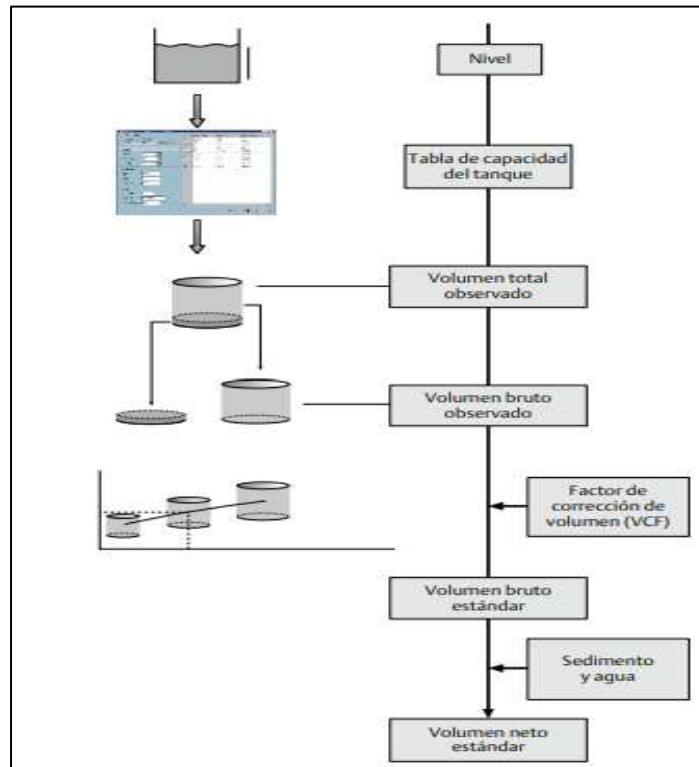 Nivel
Tabla de capacidad
del tanque
Volumen total
observado
Volumen bruto
observado
Factor de
corrección de
volumen (VCF)
Volumen bruto
estándar
Sedimento
y agua
Volumen neto
estándar